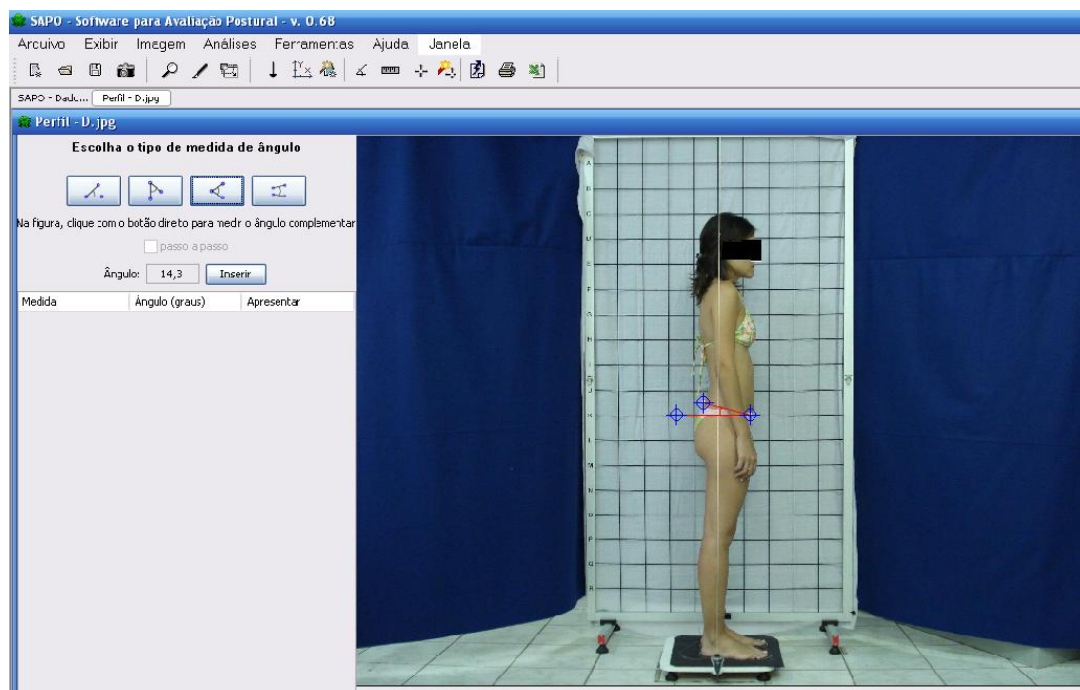 SAPO - Software para Avaliação Postural - v. 0.68
Arquivo Exibir Imagem Análises Ferramentas Ajuda Janela
SAPO - Dadc... Perfil - D.jpg
Perfil - D.jpg
Escolha o tipo de medida de ângulo
Na figura, clique com o botão direto para medir o ângulo complementar
passo a passo
Ângulo: 14,3 Inserir
Medida Ângulo (graus) Apresentar